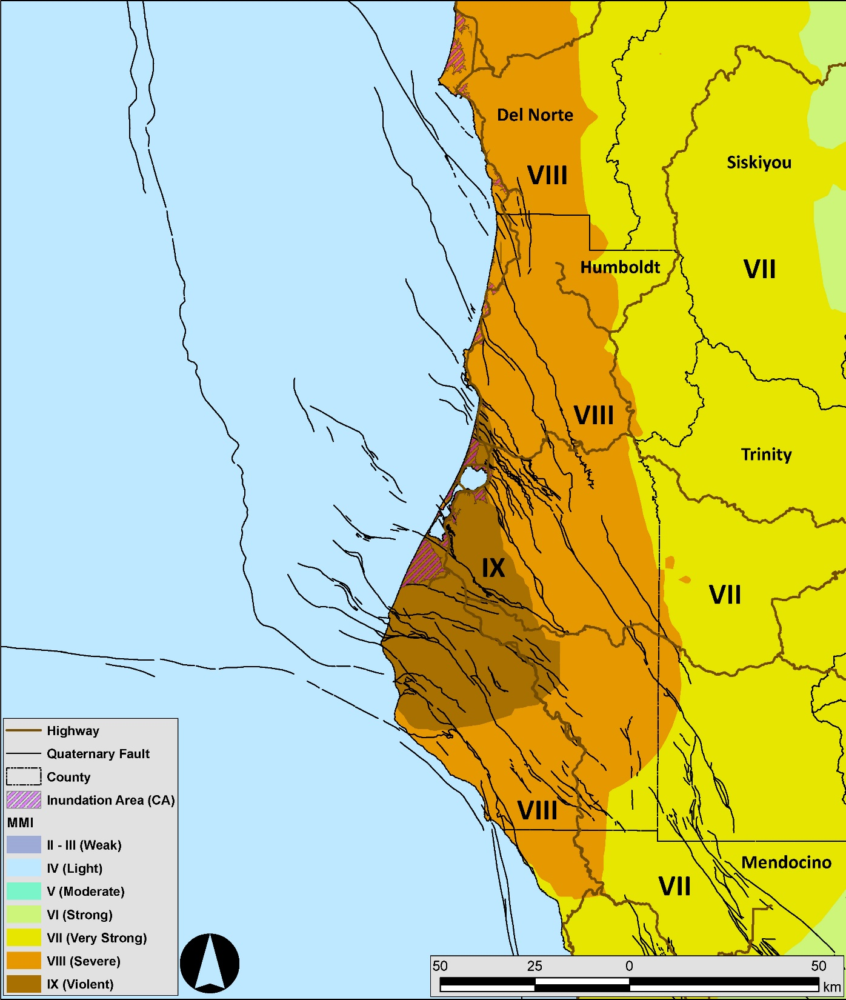 Del Norte
VIII
Siskiyou
VII
Humboldt
VIII
Trinity
IX
VII
VIII
Mendocino
VII
Highway
Quaternary Fault
County
Inundation Area (CA)
MMI
II - III (Weak)
IV (Light)
V (Moderate)
VI (Strong)
VII (Very Strong)
VIII (Severe)
IX (Violent)
50 25 0 50
km